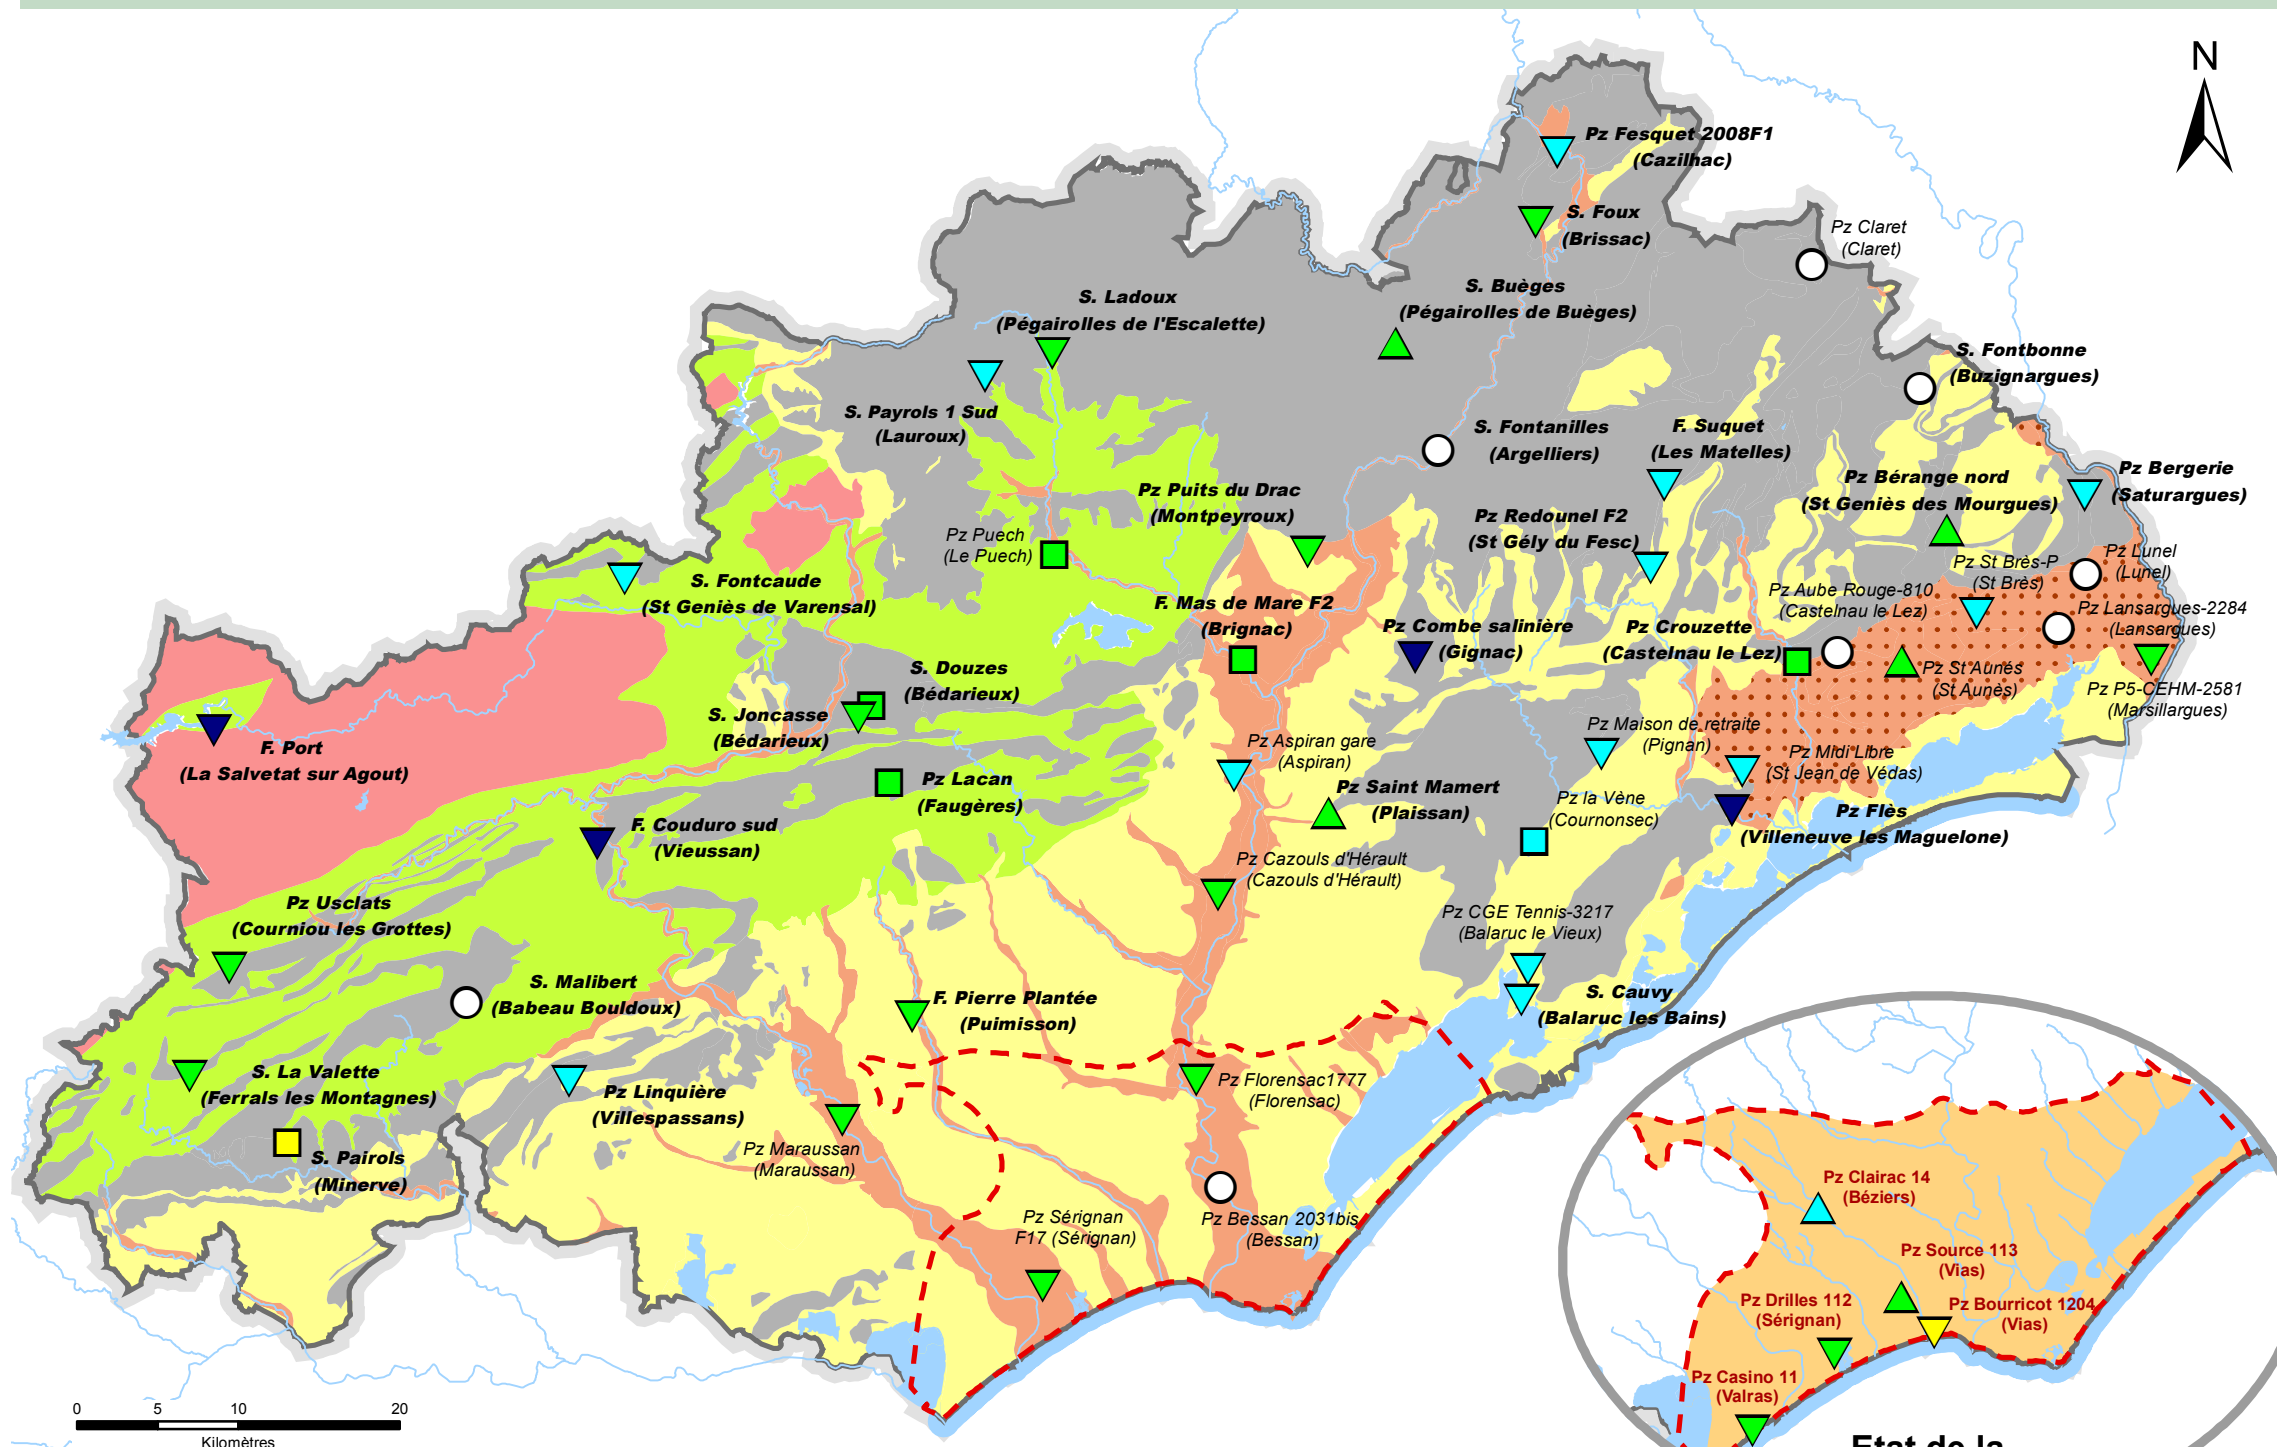 N
Pz Fesquet 2008F1
(Cazilhac)
S. Foux
(Brissac)
Pz Claret
(Claret)
S. Buèges
(Pégairolles de Buèges)
S. Ladoux
(Pégairolles de l'Escalette)
S. Fontbonne
(Buzignargues)
S. Payrols 1 Sud
(Lauroux)
S. Fontanilles
(Argelliers)
F. Suquet
(Les Matelles)
Pz Bérange nord
(St Geniès des Mourgues)
Pz Bergerie
(Saturargues)
Pz Puits du Drac
(Montpeyroux)
Pz Redounel F2
(St Gély du Fesc)
Pz Puech
(Le Puech)
Pz St Brès-P
(St Brès)
Pz Lunel
(Lunel)
S. Fontcaude
(St Geniès de Varensal)
Pz Aube Rouge-810
(Castelnau le Lez)
F. Mas de Mare F2
(Brignac)
Pz Lansargues-2284
(Lansargues)
Pz Combe salinière
(Gignac)
Pz Crouzette
(Castelnau le Lez)
S. Douzes
(Bédarieux)
Pz St Aunés
(St Aunès)
Pz P5-CEHM-2581
(Marsillargues)
S. Joncasse
(Bédarieux)
Pz Maison de retraite
(Pignan)
F. Port
(La Salvetat sur Agout)
Pz Aspiran gare
(Aspiran)
Pz Midi Libre
(St Jean de Védas)
Pz Lacan
(Faugères)
Pz Saint Mamert
(Plaissan)
Pz la Vène
(Cournonsec)
Pz Flès
(Villeneuve les Maguelone)
F. Couduro sud
(Vieussan)
Pz Cazouls d'Hérault
(Cazouls d'Hérault)
Pz Usclats
(Courniou les Grottes)
Pz CGE Tennis-3217
(Balaruc le Vieux)
S. Malibert
(Babeau Bouldoux)
F. Pierre Plantée
(Puimisson)
S. Cauvy
(Balaruc les Bains)
S. La Valette
(Ferrals les Montagnes)
Pz Linquière
(Villespassans)
Pz Florensac1777
(Florensac)
Pz Maraussan
(Maraussan)
S. Pairols
(Minerve)
Pz Clairac 14
(Béziers)
Pz Sérignan
F17 (Sérignan)
Pz Bessan 2031bis
(Bessan)
Pz Source 113
(Vias)
Pz Drilles 112
(Sérignan)
Pz Bourricot 1204
(Vias)
Pz Casino 11
(Valras)
0 5 10 20
Kilomètres
Etat de la